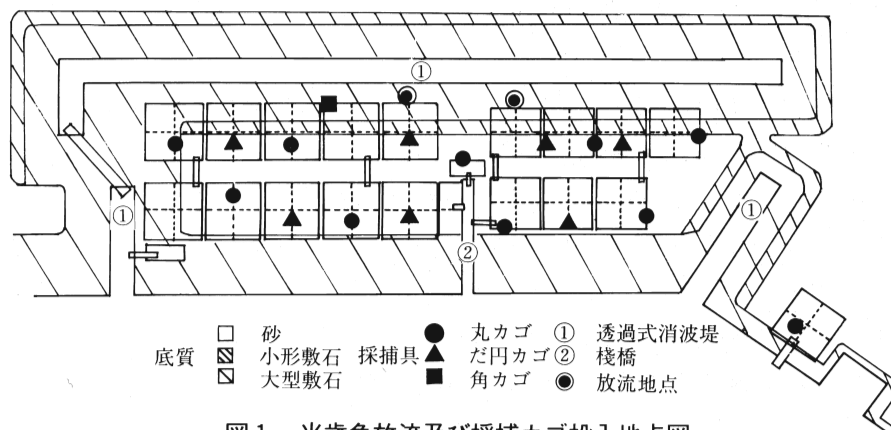 ①
①
①
②
砂 丸カゴ ① 透過式消波堤
底質 小形敷石 採捕具 だ円カゴ ② 棧橋
大型敷石 角カゴ 放流地点
図1 当歳魚放流及び採捕カゴ投入地点図